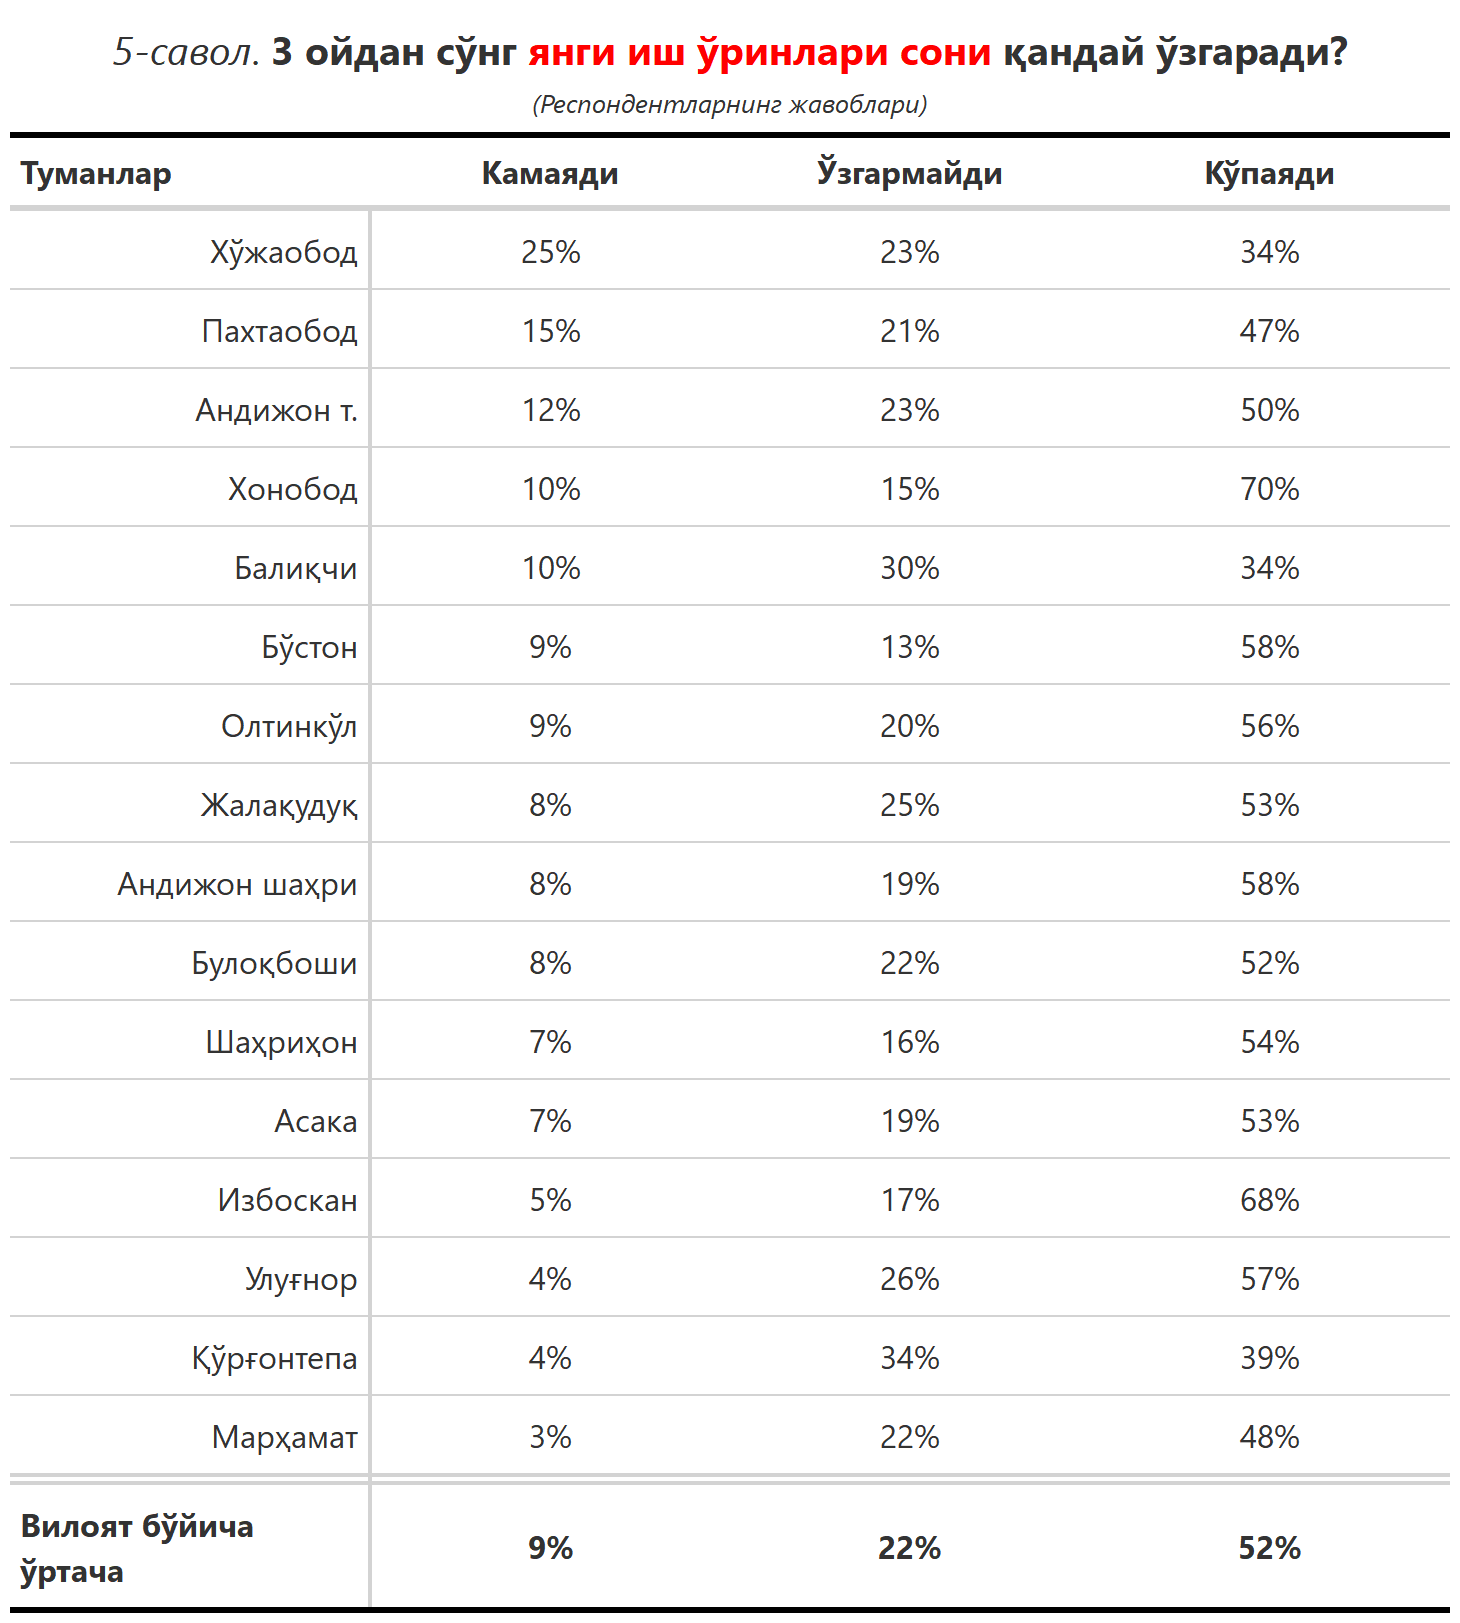 5-савол. 3 ойдан сўнг янги иш ўринлари сони қандай ўзгаради?
(Респондентларнинг жавоблари)
Туманлар Камаяди Ўзгармайди Кўпаяди
Хўжаобод 25% 23% 34%
Пахтаобод 15% 21% 47%
Андижон т. 12% 23% 50%
Хонобод 10% 15% 70%
Балиқчи 10% 30% 34%
Бўстон 9% 13% 58%
Олтинкўл 9% 20% 56%
Жалақудуқ 8% 25% 53%
Андижон шаҳри 8% 19% 58%
Булоқбоши 8% 22% 52%
Шаҳриҳон 7% 16% 54%
Асака 7% 19% 53%
Избоскан 5% 17% 68%
Улуғнор 4% 26% 57%
Қўрғонтепа 4% 34% 39%
Марҳамат 3% 22% 48%
Вилоят бўйича
ўртача 9% 22% 52%